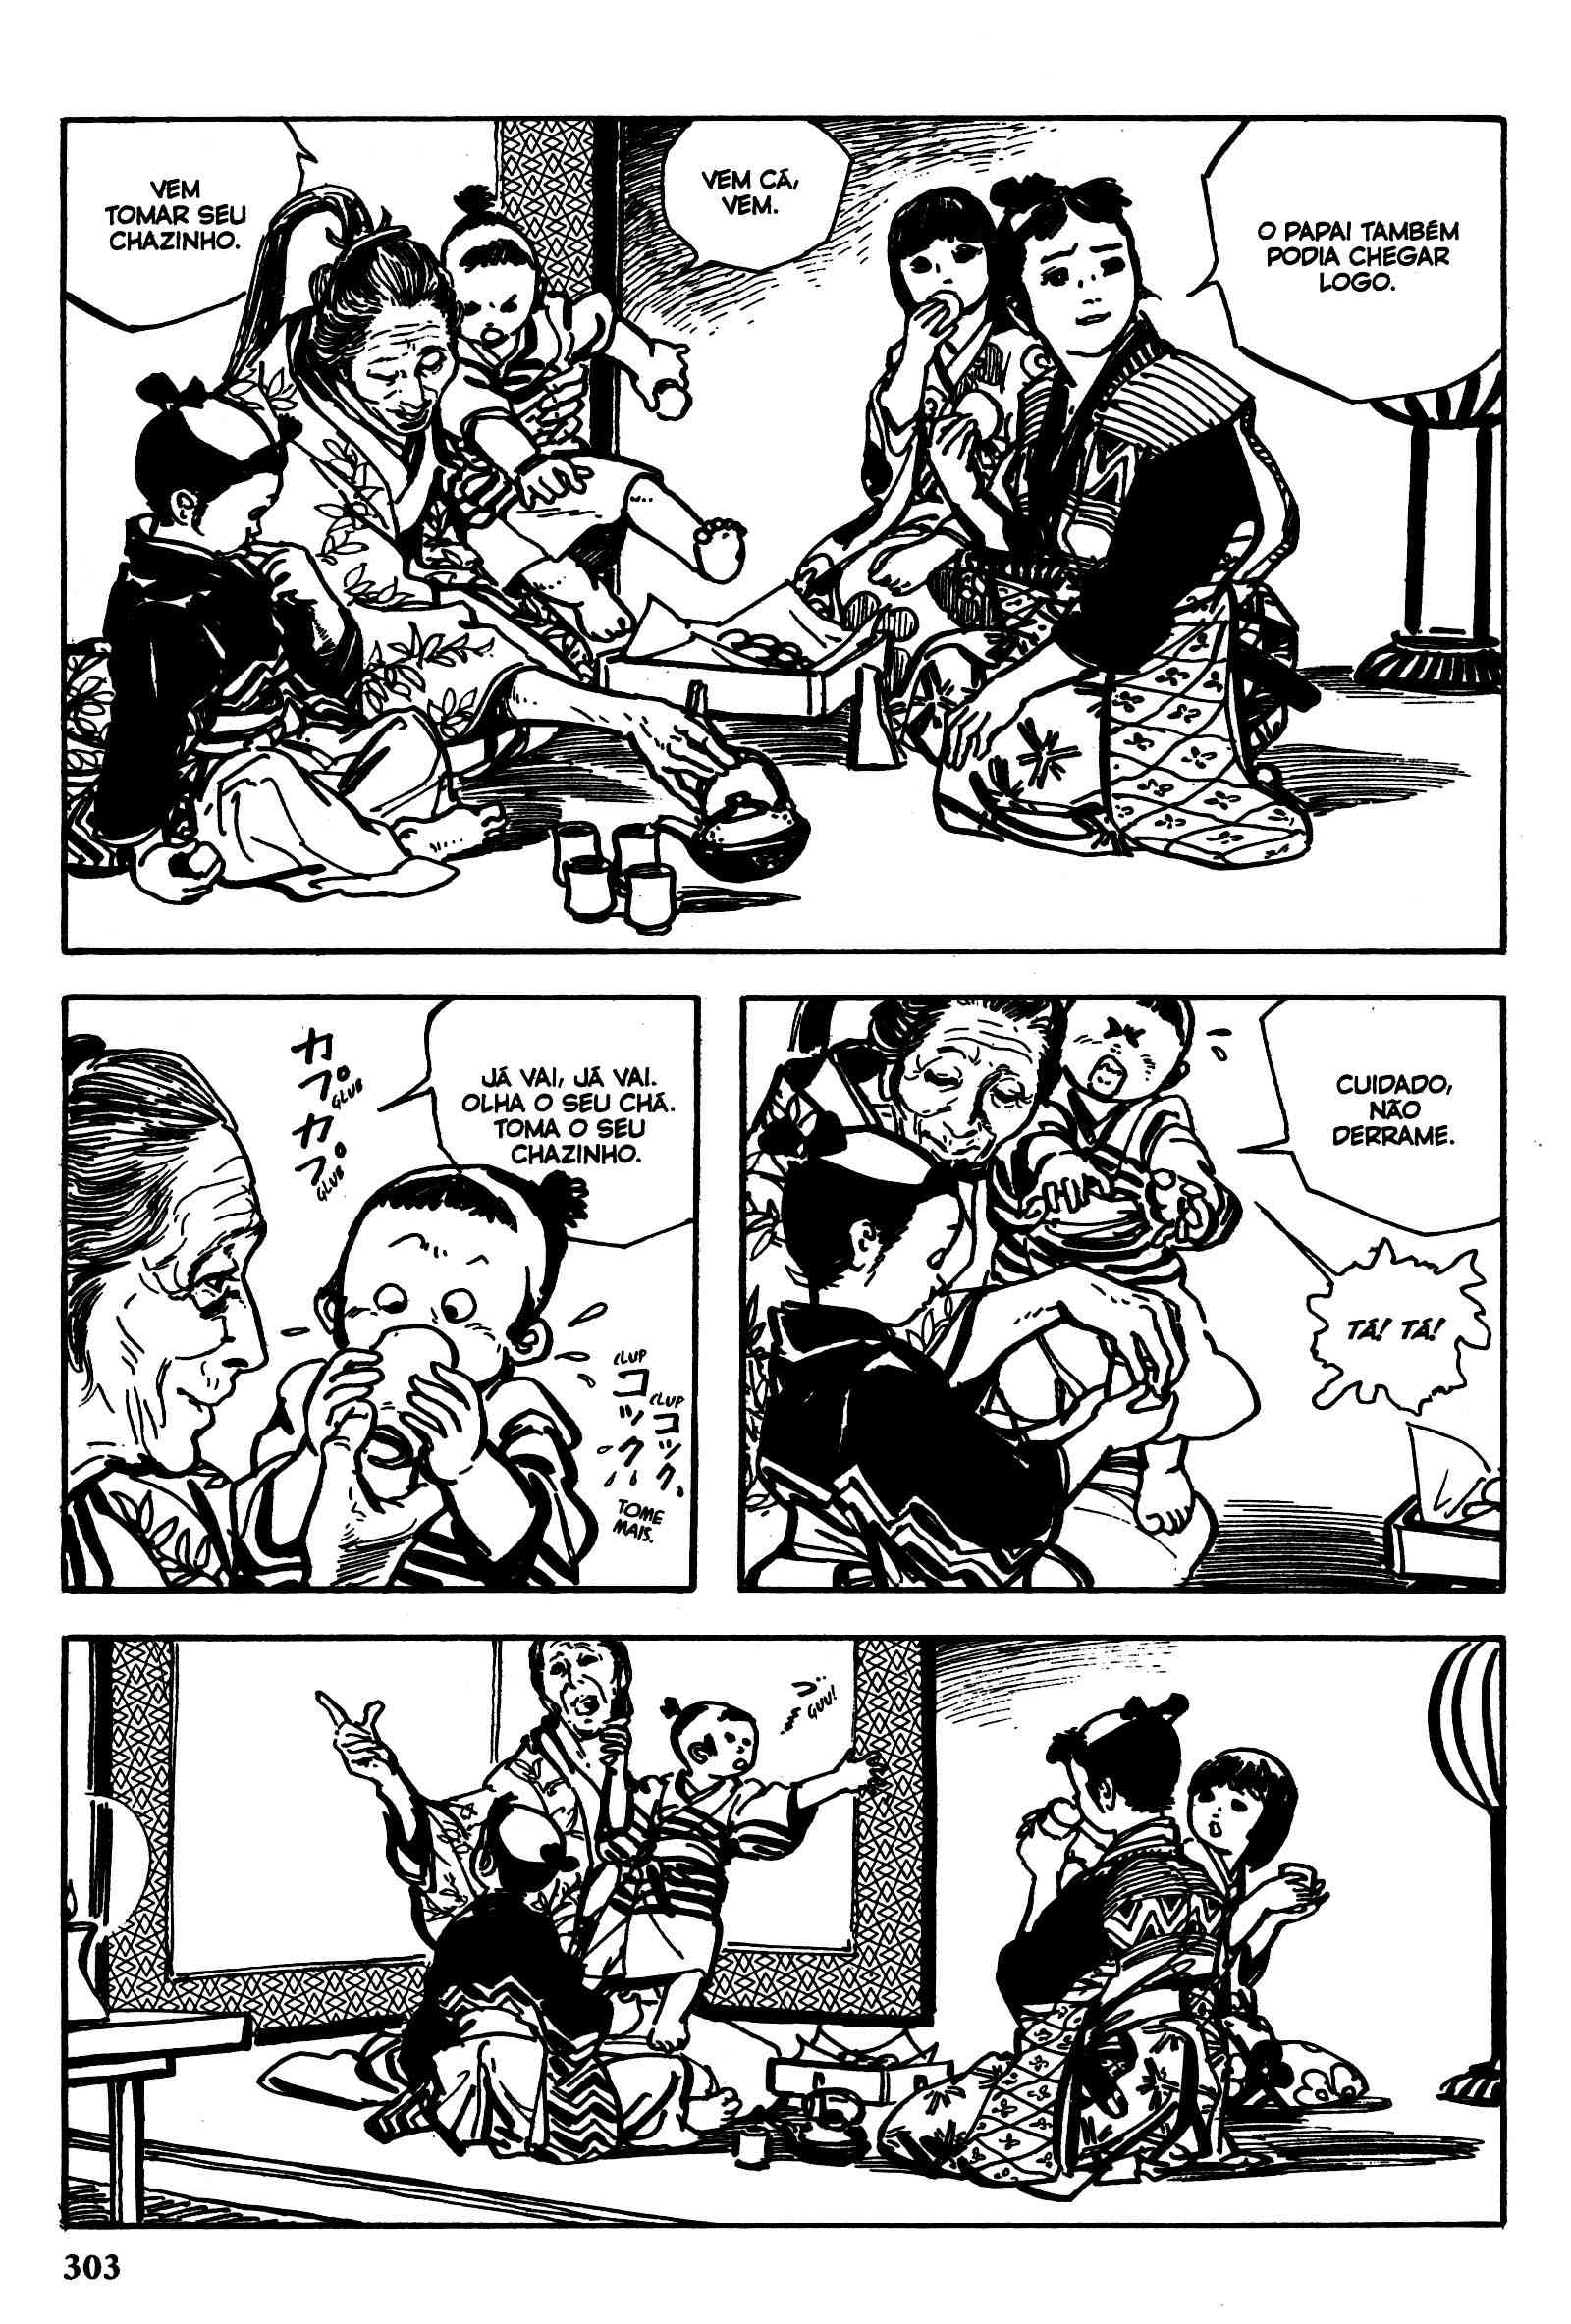 O PAPAI TAMBÉM
PODIA CHEGAR
LOGO.
VEM CÁ,
VEM.
VEM
TOMAR SEU
CHAZINHO.
CUIDADO,
NÃO
DERRAME.
TÁ! TÁ!
JÁ VAI, JÁ VAI.
OLHA O SEU CHÁ.
TOMA O SEU
CHAZINHO.
カプ
GLUB
カプ
GLUB
CLUP
コック
CLUP
コック
TOME
MAIS.
GUU!
303